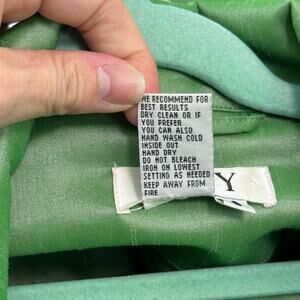 WE RECOMMEND FOR
BEST RESULTS
DRY CLEAN OR IF
YOU PREFER
YOU CAN ALSO
HAND WASH COLD
INSIDE OUT
HAND DRY
DO NOT BLEACH
IRON ON LOWEST
SETTING AS NEEDED
KEEP AWAY FROM
FIRE
Y